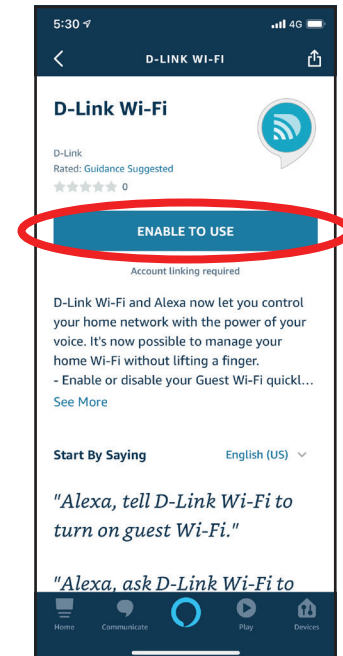 5:30
4G
D-LINK WI-FI
D-Link Wi-Fi
D-Link
Rated: Guidance Suggested
0
ENABLE TO USE
Account linking required
D-Link Wi-Fi and Alexa now let you control
your home network with the power of your
voice. It's now possible to manage your
home Wi-Fi without lifting a finger.
- Enable or disable your Guest Wi-Fi quickl...
See More
Start By Saying
English (US)
"Alexa, tell D-Link Wi-Fi to
turn on guest Wi-Fi."
"Alexa, ask D-Link Wi-Fi to
Home
Communicate
Play
Devices